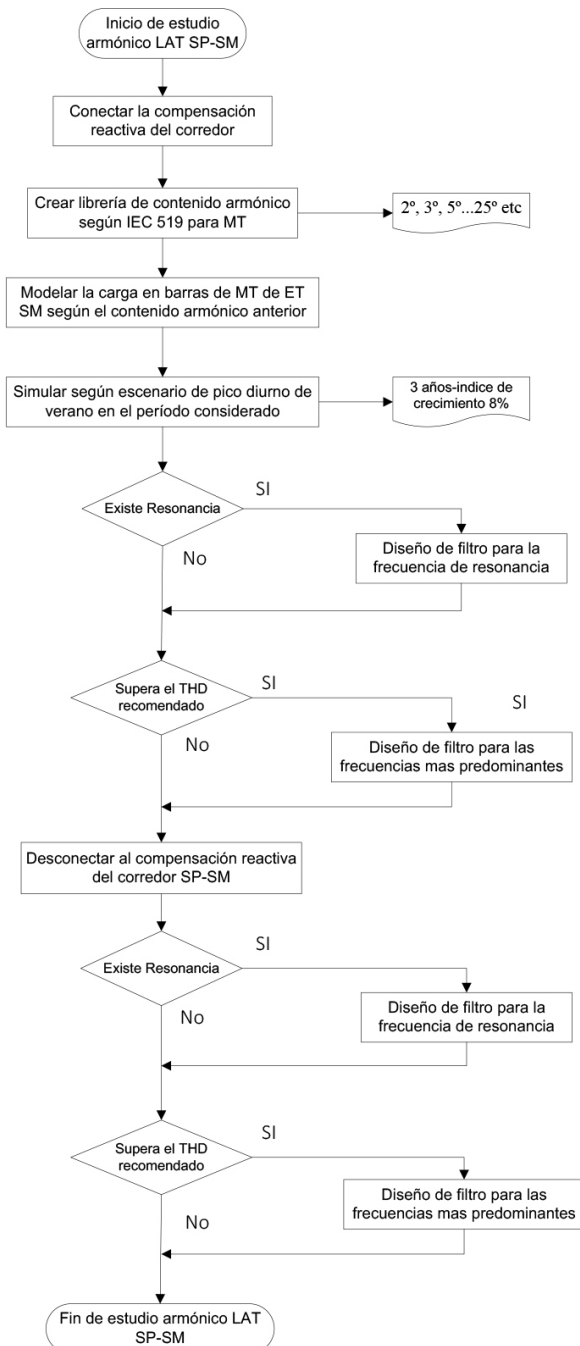 Inicio de estudio
armónico LAT SP-SM
Conectar la compensación
reactiva del corredor
Crear librería de contenido armónico
según IEC 519 para MT
2º, 3º, 5º...25º etc
Modelar la carga en barras de MT de ET
SM según el contenido armónico anterior
Simular según escenario de pico diurno de
verano en el período considerado
3 años-indice de
crecimiento 8%
Existe Resonancia
SI
No
Diseño de filtro para la
frecuencia de resonancia
Supera el THD
recomendado
SI
SI
No
Diseño de filtro para las
frecuencias mas predominantes
Desconectar al compensación reactiva
del corredor SP-SM
Existe Resonancia
SI
No
Diseño de filtro para la
frecuencia de resonancia
Supera el THD
recomendado
SI
No
Diseño de filtro para las
frecuencias mas predominantes
Fin de estudio armónico LAT
SP-SM